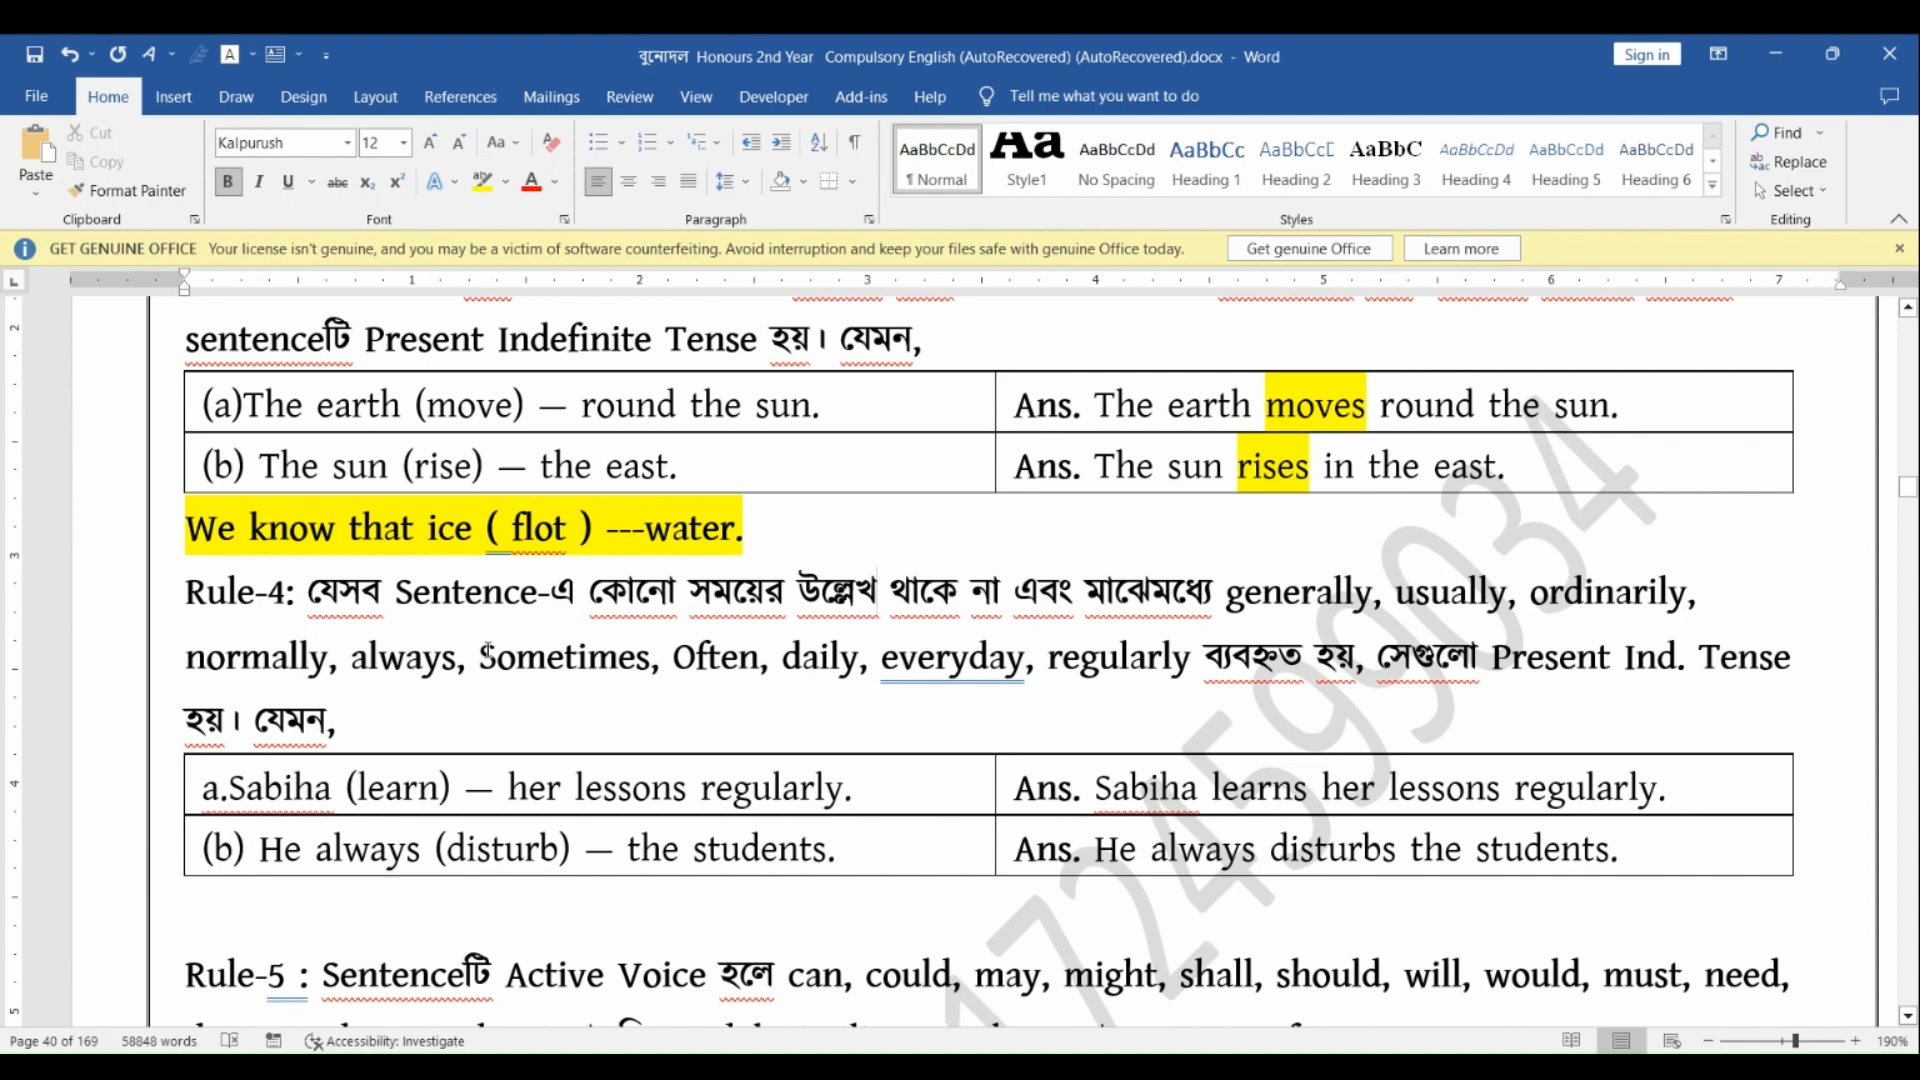 বুনোদল Honours 2nd Year Compulsory English (AutoRecovered) (AutoRecovered).docx - Word
Sign in
File Home Insert Draw Design Layout References Mailings Review View Developer Add-ins Help Tell me what you want to do
Paste
Cut
Copy
Format Painter
Clipboard
Kalpurush 12
Font
Paragraph
AaBbCcDd Aa AaBbCcDd AaBbCc AaBbCcD AaBbC AaBbCcDd AaBbCcDd AaBbCcDd
¶ Normal Style1 No Spacing Heading 1 Heading 2 Heading 3 Heading 4 Heading 5 Heading 6
Styles
Find
Replace
Select
Editing
GET GENUINE OFFICE Your license isn't genuine, and you may be a victim of software counterfeiting. Avoid interruption and keep your files safe with genuine Office today. Get genuine Office Learn more
1 2 3 4 5 6 7
sentenceটি Present Indefinite Tense হয়। যেমন,
(a)The earth (move) — round the sun. Ans. The earth moves round the sun.
(b) The sun (rise) — the east. Ans. The sun rises in the east.
We know that ice ( flot ) ---water.
Rule-4: যেসব Sentence-এ কোনো সময়ের উল্লেখ থাকে না এবং মাঝেমধ্যে generally, usually, ordinarily,
normally, always, Sometimes, Often, daily, everyday, regularly ব্যবহৃত হয়, সেগুলো Present Ind. Tense
হয়। যেমন,
a.Sabiha (learn) — her lessons regularly. Ans. Sabiha learns her lessons regularly.
(b) He always (disturb) — the students. Ans. He always disturbs the students.
Rule-5 : Sentenceটি Active Voice হলে can, could, may, might, shall, should, will, would, must, need,
1724599034
Page 40 of 169 58848 words Accessibility: Investigate 190%